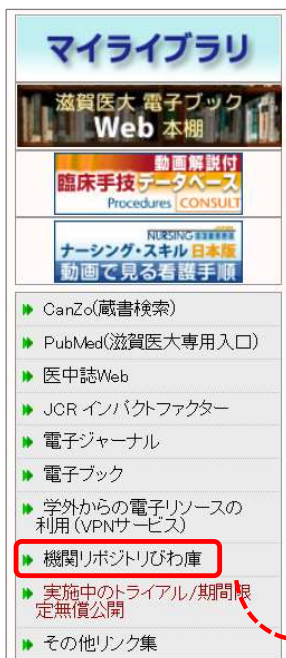 マイライブラリ
滋賀医大 電子ブック
Web 本棚
動画解説付
臨床手技データベース
Procedures CONSULT
ナーシング・スキル 日本版
動画で見る看護手順
CanZo(蔵書検索)
PubMed(滋賀医大専用入口)
医中誌Web
JCR インパクトファクター
電子ジャーナル
電子ブック
学外からの電子リソースの
利用(VPNサービス)
機関リポジトリびわ庫
実施中のトライアル/期間限
定無償公開
その他リンク集